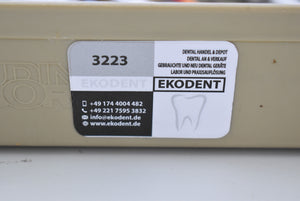 3223
DENTAL HANDEL & DEPOT
DENTAL AN & VERKAUF
GEBRAUCHTE UND NEU DENTAL GERÄTE
LABOR UND PRAXISAUFLÖSUNG
EKODENT
EKODENT
+49 174 4004 482
+49 221 7595 3832
info@ekodent.de
www.ekodent.de